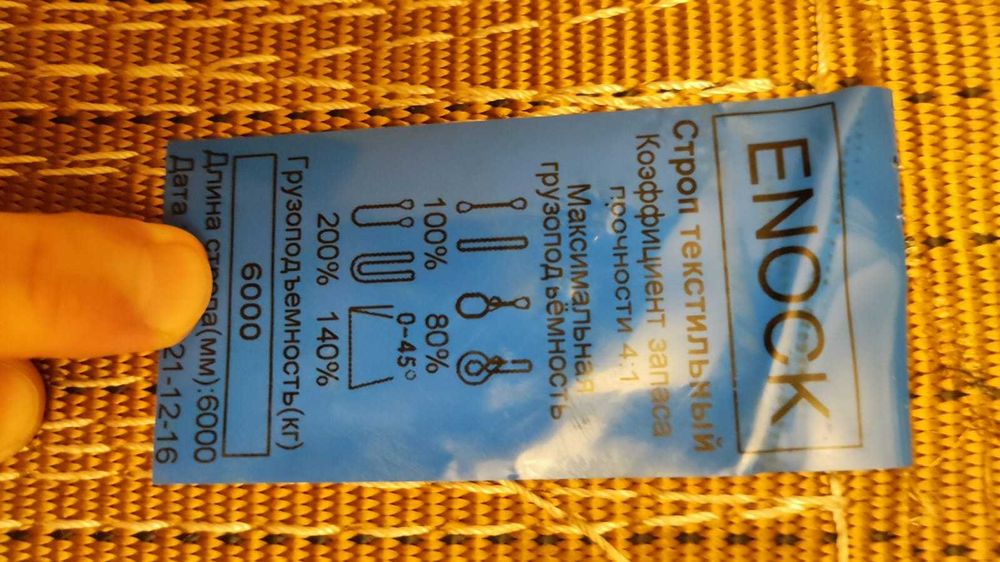 ENOCK
Строп текстильный
Коэффициент запаса
прочности 4:1
Максимальная
грузоподъёмность
100% 80%
0-45°
200% 140%
Грузоподъемность(кг)
6000
Длина стропа(мм):6000
Дата 21-12-16